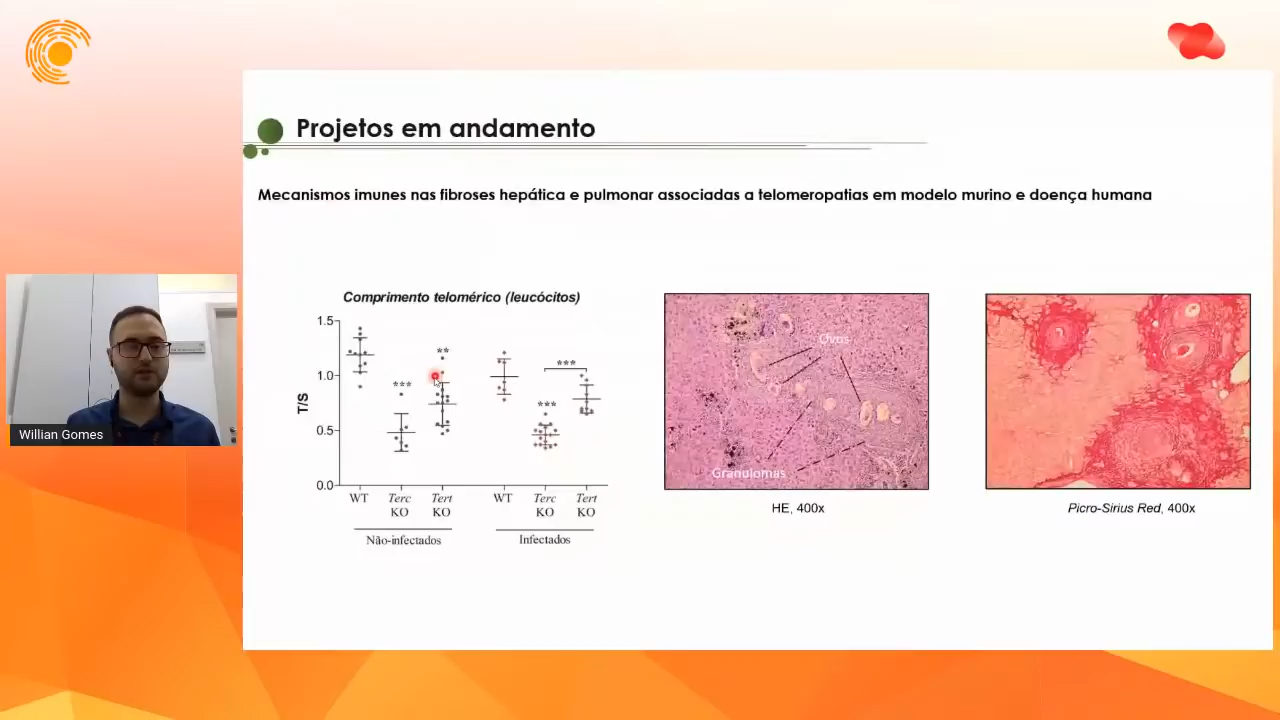 Projetos em andamento
Mecanismos imunes nas fibroses hepática e pulmonar associadas a telomeropatias em modelo murino e doença humana
Comprimento telomérico (leucócitos)
T/S
1.5
1.0
0.5
0.0
***
**
***
***
WT
Terc
KO
Tert
KO
WT
Terc
KO
Tert
KO
Não-infectados
Infectados
Ovos
Granulomas
HE, 400x
Picro-Sirius Red, 400x
Willian Gomes